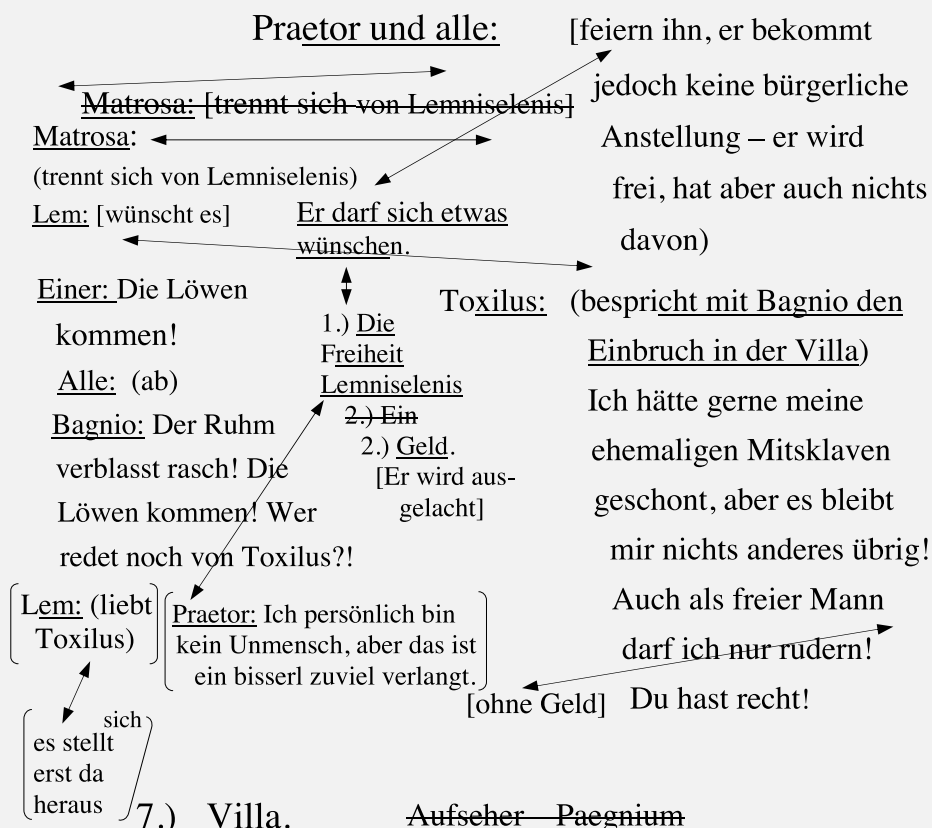 Praetor und alle:
[feiern ihn, er bekommt
jedoch keine bürgerliche
Anstellung – er wird
frei, hat aber auch nichts
davon)
Matrosa: [trennt sich von Lemniselenis]
Matrosa:
(trennt sich von Lemniselenis)
Lem: [wünscht es]
Er darf sich etwas
wünschen.
1.) Die
Freiheit
Lemniselenis
2.) Ein
2.) Geld.
[Er wird aus-
gelacht]
Einer: Die Löwen
kommen!
Alle: (ab)
Bagnio: Der Ruhm
verblasst rasch! Die
Löwen kommen! Wer
redet noch von Toxilus?!
Toxilus: (bespricht mit Bagnio den
Einbruch in der Villa)
Ich hätte gerne meine
ehemaligen Mitsklaven
geschont, aber es bleibt
mir nichts anderes übrig!
Auch als freier Mann
darf ich nur rudern!
[ohne Geld] Du hast recht!
Lem: (liebt
Toxilus)
Praetor: Ich persönlich bin
kein Unmensch, aber das ist
ein bisserl zuviel verlangt.
sich
es stellt
erst da
heraus
7.) Villa. Aufseher Paegnium